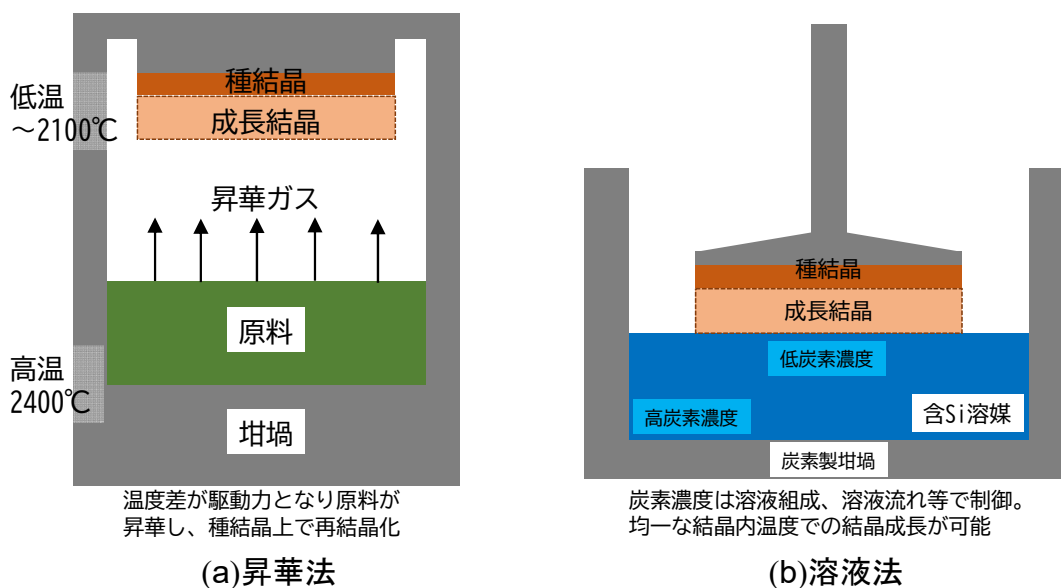 種結晶
成長結晶
低温
～2100℃
昇華ガス
原料
高温
2400℃
坩堝
温度差が駆動力となり原料が
昇華し、種結晶上で再結晶化
(a)昇華法
種結晶
成長結晶
低炭素濃度
高炭素濃度
含Si溶媒
炭素製坩堝
炭素濃度は溶液組成、溶液流れ等で制御。
均一な結晶内温度での結晶成長が可能
(b)溶液法